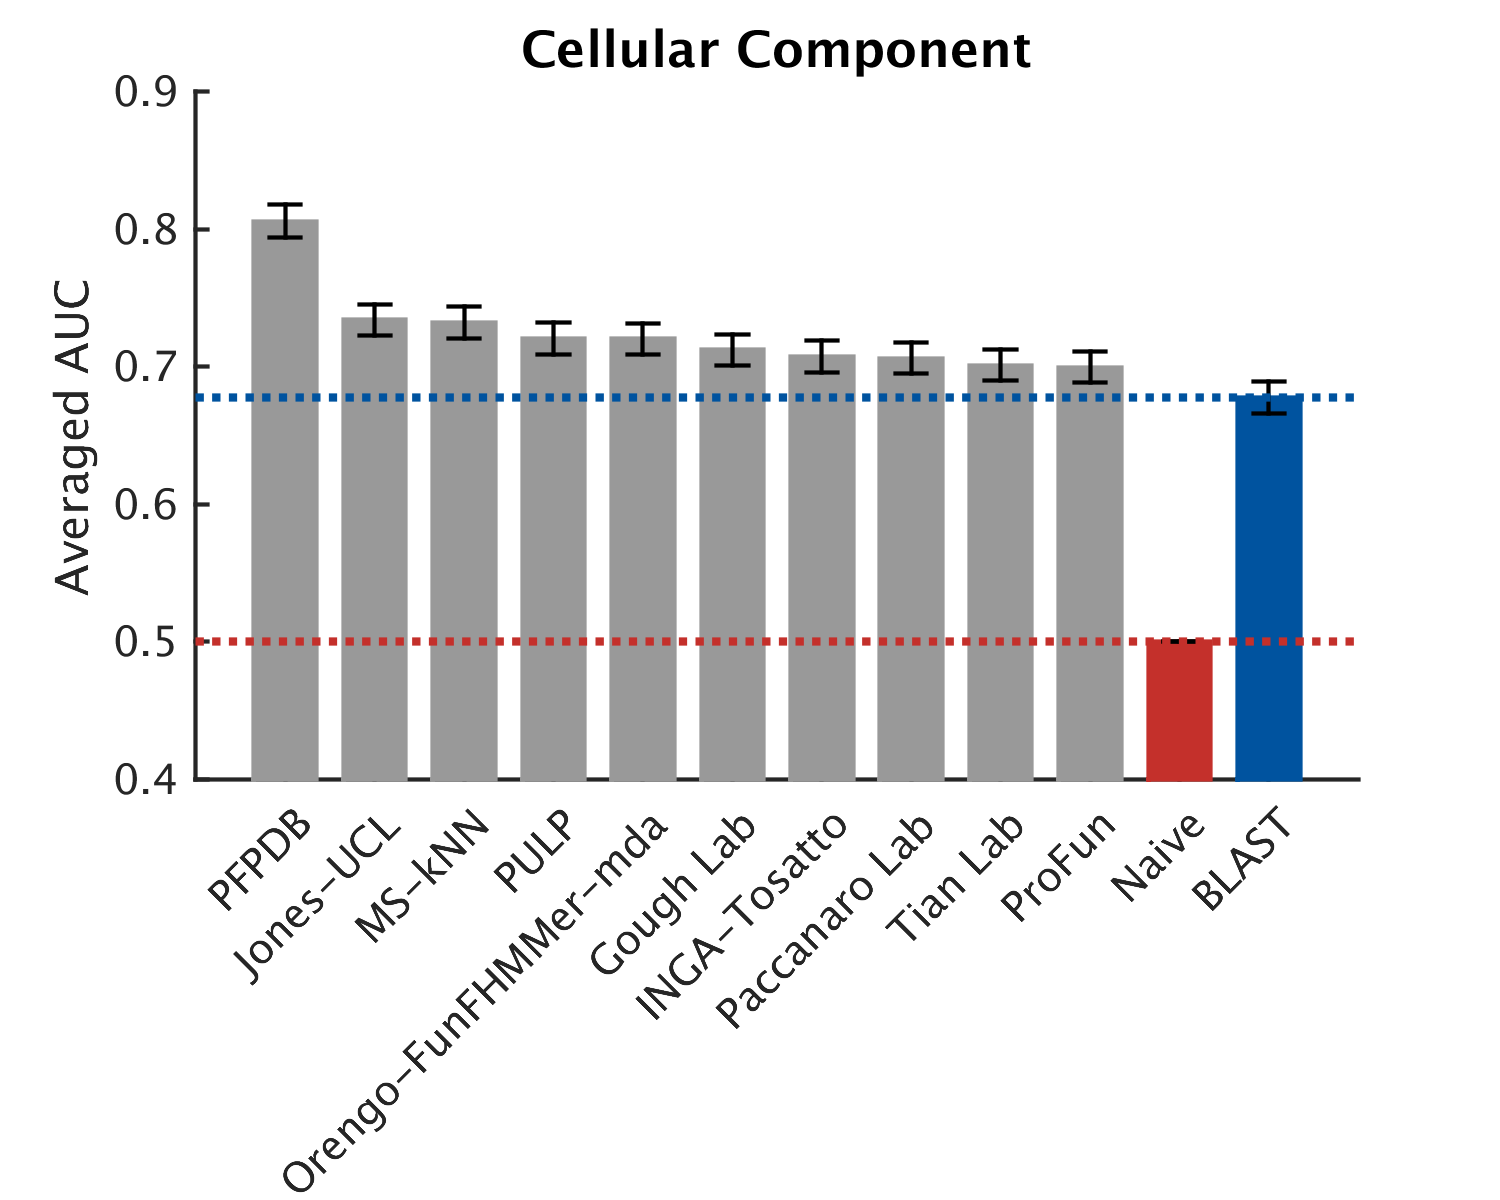 Cellular Component
Averaged AUC
0.9
0.8
0.7
0.6
0.5
0.4
PFPDB
Jones-UCL
MS-kNN
PULP
Orengo-FunFHMMer-mda
Gough Lab
INGA-Tosatto
Paccanaro Lab
Tian Lab
ProFun
Naive
BLAST